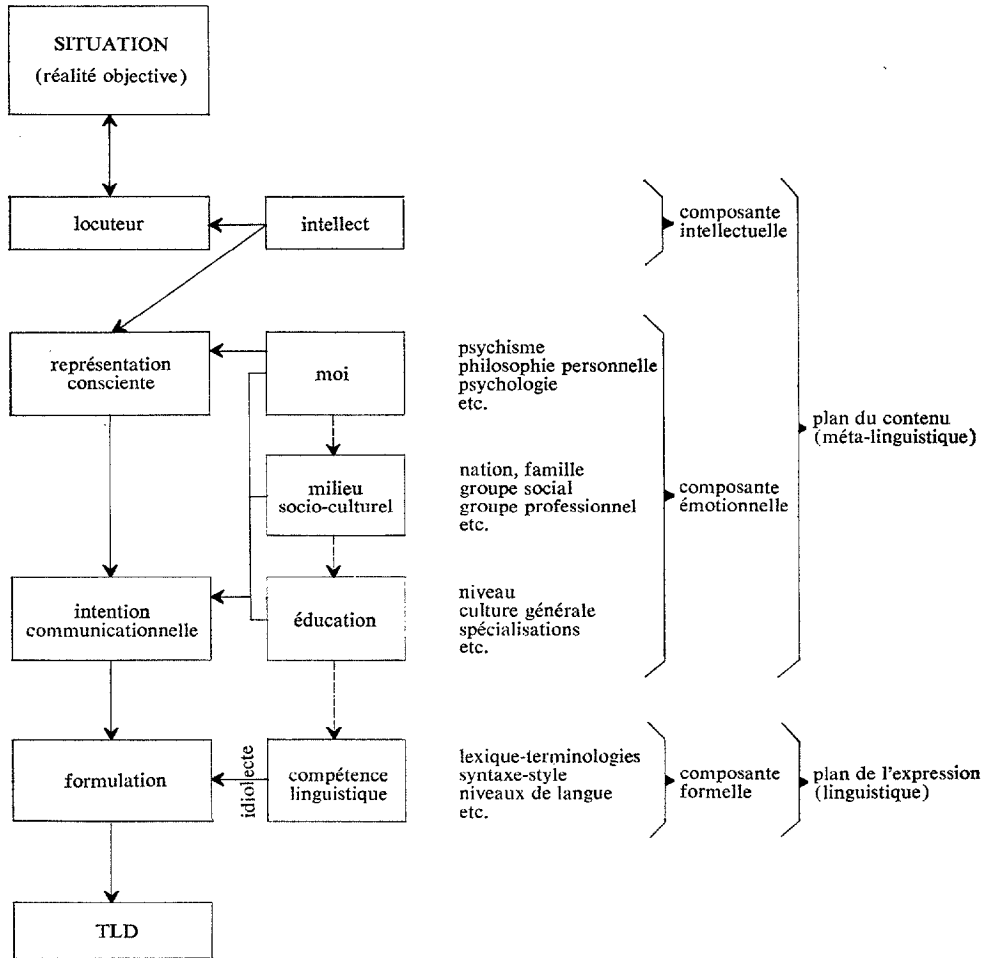 SITUATION
(réalité objective)
locuteur
intellect
composante
intellectuelle
représentation
consciente
moi
psychisme
philosophie personnelle
psychologie
etc.
plan du contenu
(méta-linguistique)
milieu
socio-culturel
nation, famille
groupe social
groupe professionnel
etc.
composante
émotionnelle
intention
communicationnelle
éducation
niveau
culture générale
spécialisations
etc.
formulation
idiolecte
compétence
linguistique
lexique-terminologies
syntaxe-style
niveaux de langue
etc.
composante
formelle
plan de l'expression
(linguistique)
TLD